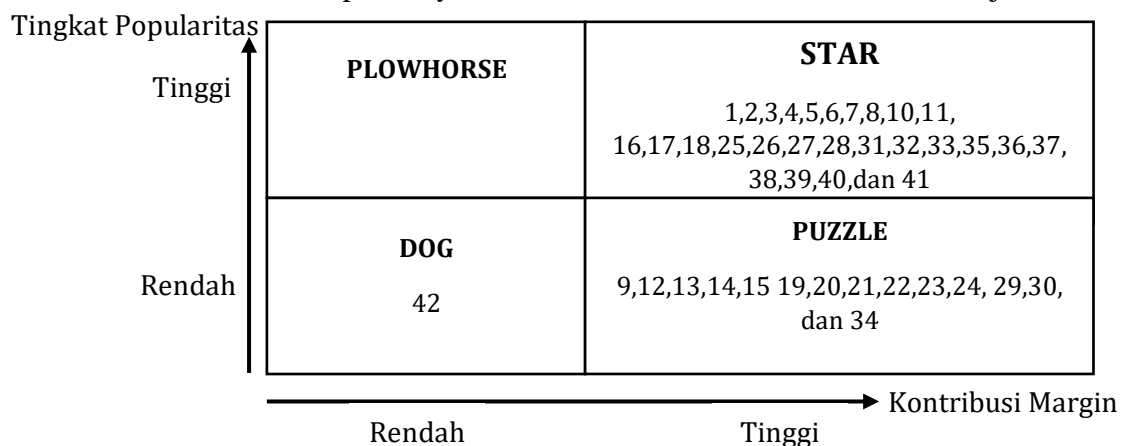 Tingkat Popularitas
Tinggi
PLOWHORSE
STAR
1,2,3,4,5,6,7,8,10,11,
16,17,18,25,26,27,28,31,32,33,35,36,37,
38,39,40,dan 41
Rendah
DOG
42
PUZZLE
9,12,13,14,15 19,20,21,22,23,24, 29,30,
dan 34
Kontribusi Margin
Rendah
Tinggi